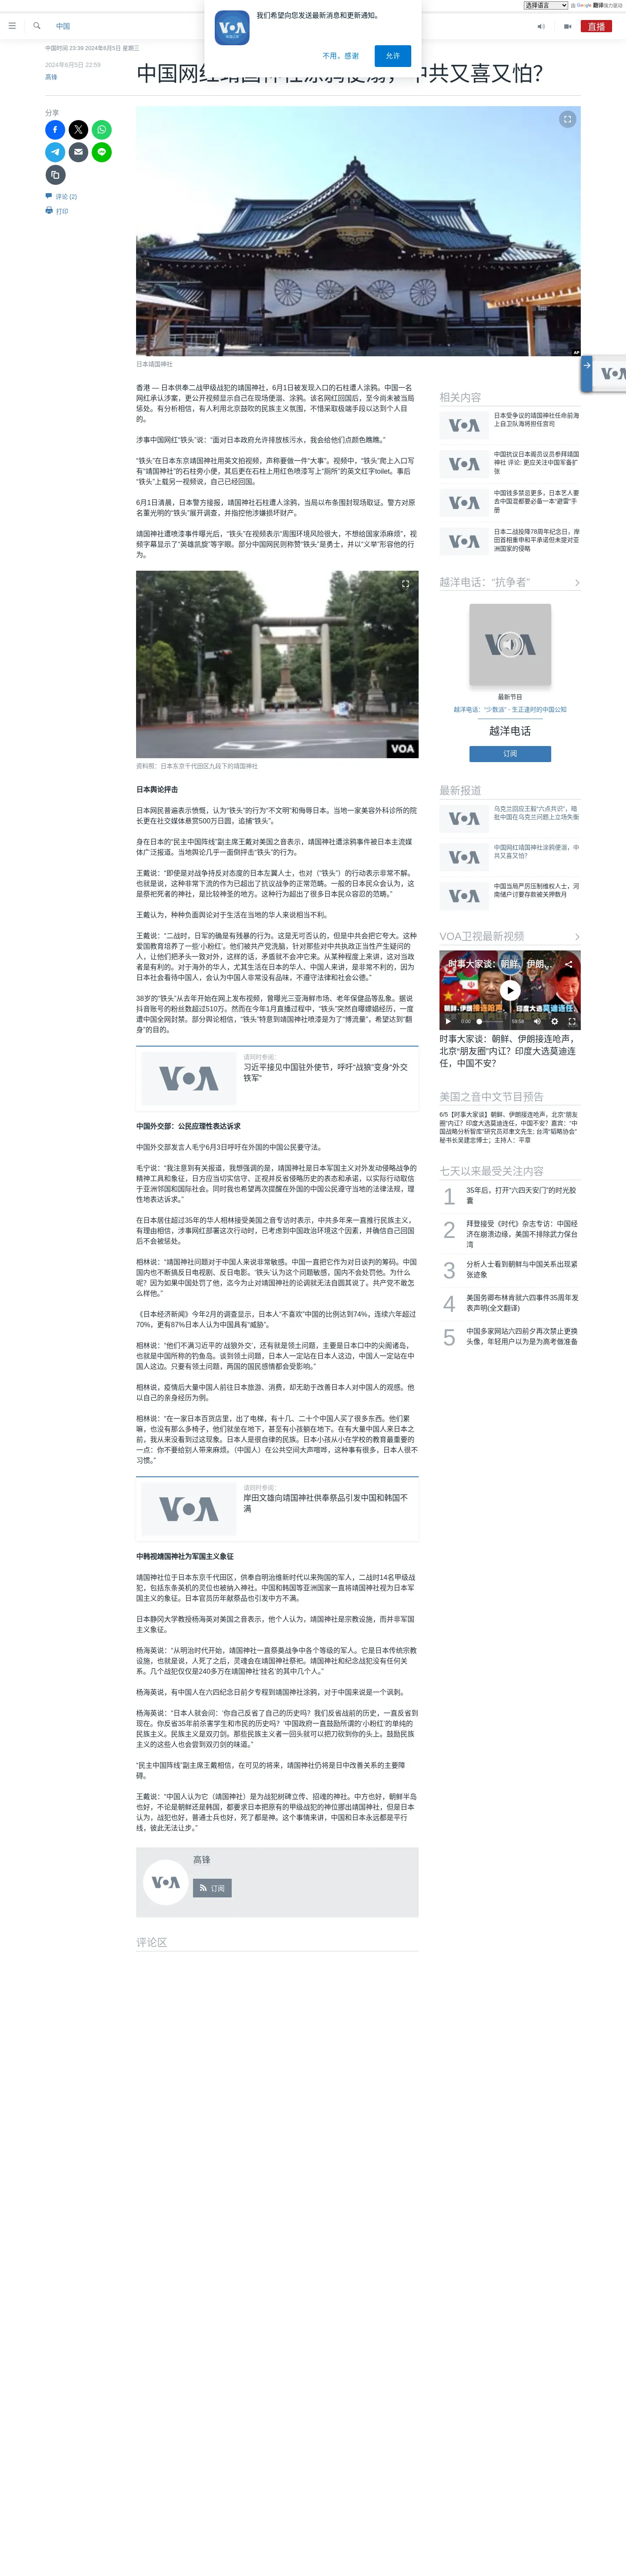 选择语言 由 Google 翻译强力驱动
我们希望向您发送最新消息和更新通知。
不用，感谢
允许
中国
直播
中国时间 23:39 2024年6月5日 星期三
2024年6月5日 22:59
高锋
中国网红靖国神社涂鸦便溺，中共又喜又怕？
分享
评论 (2)
打印
AP
日本靖国神社
香港 — 日本供奉二战甲级战犯的靖国神社，6月1日被发现入口的石柱遭人涂鸦。中国一名
网红承认涉案，更公开视频显示自己在现场便溺、涂鸦。该名网红回国后，至今尚未被当局
惩处。有分析相信，有人利用北京鼓吹的民族主义氛围，不惜采取极端手段以达到个人目
的。
涉事中国网红“铁头”说：“面对日本政府允许排放核污水，我会给他们点颜色瞧瞧。”
“铁头”在日本东京靖国神社用英文拍视频，声称要做一件“大事”。视频中，“铁头”爬上入口写
有“靖国神社”的石柱旁小便，其后更在石柱上用红色喷漆写上“厕所”的英文红字toilet。事后
“铁头”上载另一视频说，自己已经回国。
6月1日清晨，日本警方接报，靖国神社石柱遭人涂鸦，当局以布条围封现场取证。警方对原
名董光明的“铁头”展开调查，并指控他涉嫌损坏财产。
靖国神社遭喷漆事件曝光后，“铁头”在视频表示“周围环境风险很大，不想给国家添麻烦”，视
频字幕显示了“英雄凯旋”等字眼。部分中国网民则称赞“铁头”是勇士，并以“义举”形容他的行
为。
VOA
资料照：日本东京千代田区九段下的靖国神社
日本舆论抨击
日本网民普遍表示愤慨，认为“铁头”的行为“不文明”和侮辱日本。当地一家美容外科诊所的院
长更在社交媒体悬赏500万日圆，追捕“铁头”。
身在日本的“民主中国阵线”副主席王戴对美国之音表示，靖国神社遭涂鸦事件被日本主流媒
体广泛报道。当地舆论几乎一面倒抨击“铁头”的行为。
王戴说：“即使是对战争持反对态度的日本左翼人士，也对（‘铁头’）的行动表示非常不解。
也就是说，这种非常下流的作为已超出了抗议战争的正常范畴。一般的日本民众会认为，这
是祭祀死者的神社，是比较神圣的地方。这种行为超出了很多日本民众容忍的范畴。”
王戴认为，种种负面舆论对于生活在当地的华人来说相当不利。
王戴说：“二战时，日军的确是有残暴的行为。这是无可否认的，但是中共会把它夸大。这种
爱国教育培养了一些‘小粉红’。他们被共产党洗脑，针对那些对中共执政正当性产生疑问的
人，让他们把矛头一致对外，这样的话，矛盾就不会冲它来。从某种程度上来讲，这对当政
者是有利的。对于海外的华人，尤其生活在日本的华人、中国人来讲，是非常不利的，因为
日本社会看待中国人，会认为中国人非常没有品味，不遵守法律和社会公德。”
38岁的“铁头”从去年开始在网上发布视频，曾曝光三亚海鲜市场、老年保健品等乱象。据说
抖音账号的粉丝数超过510万。然而在今年1月直播过程中，“铁头”突然自曝嫖娼经历，一度
遭中国全网封禁。部分舆论相信，“铁头”特意到靖国神社喷漆是为了“博流量”，希望达到“翻
身”的目的。
请同时参阅：
习近平接见中国驻外使节，呼吁“战狼”变身“外交
铁军”
中国外交部：公民应理性表达诉求
中国外交部发言人毛宁6月3日呼吁在外国的中国公民要守法。
毛宁说：“我注意到有关报道，我想强调的是，靖国神社是日本军国主义对外发动侵略战争的
精神工具和象征，日方应当切实信守、正视并反省侵略历史的表态和承诺，以实际行动取信
于亚洲邻国和国际社会。同时我也希望再次提醒在外国的中国公民遵守当地的法律法规，理
性地表达诉求。”
在日本居住超过35年的华人相林接受美国之音专访时表示，中共多年来一直推行民族主义，
有理由相信，涉事网红部署这次行动时，已考虑到中国政治环境这个因素，并确信自己回国
后不会被惩处。
相林说：“靖国神社问题对于中国人来说非常敏感。中国一直把它作为对日谈判的筹码。中国
国内也不断搞反日电视剧、反日电影。‘铁头’认为这个问题敏感，国内不会处罚他。为什么
呢？因为如果中国处罚了他，迄今为止对靖国神社的论调就无法自圆其说了。共产党不敢怎
么样他。”
《日本经济新闻》今年2月的调查显示，日本人“不喜欢”中国的比例达到74%，连续六年超过
70%，更有87%日本人认为中国具有“威胁”。
相林说：“他们不满习近平的‘战狼外交’，还有就是领土问题，主要是日本口中的尖阁诸岛，
也就是中国所称的钓鱼岛。谈到领土问题，日本人一定站在日本人这边，中国人一定站在中
国人这边。只要有领土问题，两国的国民感情都会受影响。”
相林说，疫情后大量中国人前往日本旅游、消费，却无助于改善日本人对中国人的观感。他
以自己的亲身经历为例。
相林说：“在一家日本百货店里，出了电梯，有十几、二十个中国人买了很多东西。他们累
嘛，也没有那么多椅子，他们就坐在地下，甚至有小孩躺在地下。在有大量中国人来日本之
前，我从来没看到过这现象。日本人是很自律的民族。日本小孩从小在学校的教育最重要的
一点：你不要给别人带来麻烦。（中国人）在公共空间大声喧哗，这种事有很多，日本人很不
习惯。”
请同时参阅：
岸田文雄向靖国神社供奉祭品引发中国和韩国不
满
中韩视靖国神社为军国主义象征
靖国神社位于日本东京千代田区，供奉自明治维新时代以来殉国的军人，二战时14名甲级战
犯，包括东条英机的灵位也被纳入神社。中国和韩国等亚洲国家一直将靖国神社视为日本军
国主义的象征。日本官员历年献祭品也引发中方不满。
日本静冈大学教授杨海英对美国之音表示，他个人认为，靖国神社是宗教设施，而并非军国
主义象征。
杨海英说：“从明治时代开始，靖国神社一直祭奠战争中各个等级的军人。它是日本传统宗教
设施，也就是说，人死了之后，灵魂会在靖国神社祭祀。靖国神社和纪念战犯没有任何关
系。几个战犯仅仅是240多万在靖国神社‘挂名’的其中几个人。”
杨海英说，有中国人在六四纪念日前夕专程到靖国神社涂鸦，对于中国来说是一个讽刺。
杨海英说：“日本人就会问：‘你自己反省了自己的历史吗？我们反省战前的历史，一直反省到
现在。你反省35年前杀害学生和市民的历史吗？’中国政府一直鼓励所谓的‘小粉红’的单纯的
民族主义。民族主义是双刃剑。那些民族主义者一回头就可以把刀砍到你的头上。鼓励民族
主义的这些人也会尝到双刃剑的味道。”
“民主中国阵线”副主席王戴相信，在可见的将来，靖国神社仍将是日中改善关系的主要障
碍。
王戴说：“中国人认为它（靖国神社）是为战犯树碑立传、招魂的神社。中方也好，朝鲜半岛
也好，不论是朝鲜还是韩国，都要求日本把原有的甲级战犯的神位挪出靖国神社，但是日本
认为，战犯也好，普通士兵也好，死了都是神。这个事情来讲，中国和日本永远都是平行
线，彼此无法让步。”
高锋
订阅
评论区
相关内容
日本受争议的靖国神社任命前海
上自卫队海将担任宫司
中国抗议日本阁员议员参拜靖国
神社 评论: 更应关注中国军备扩
张
中国钱多禁忌更多，日本艺人要
去中国混都要必备一本“避雷”手
册
日本二战投降78周年纪念日，岸
田首相重申和平承诺但未提对亚
洲国家的侵略
越洋电话：“抗争者”
最新节目
越洋电话：“少数派” - 生正逢时的中国公知
越洋电话
订阅
最新报道
乌克兰回应王毅“六点共识”，暗
批中国在乌克兰问题上立场失衡
中国网红靖国神社涂鸦便溺，中
共又喜又怕？
中国当局严厉压制维权人士，河
南储户讨要存款被关押数月
VOA卫视最新视频
时事大家谈：朝鲜、伊朗…
0:00
59:58
时事大家谈：朝鲜、伊朗接连呛声，
北京“朋友圈”内讧？印度大选莫迪连
任，中国不安？
美国之音中文节目预告
6/5【时事大家谈】朝鲜、伊朗接连呛声，北京“朋友
圈”内讧？印度大选莫迪连任，中国不安？嘉宾：“中
国战略分析智库”研究员邓聿文先生; 台湾“韬略协会”
秘书长吴建忠博士；主持人：平章
七天以来最受关注内容
1 35年后，打开“六四天安门”的时光胶
囊
2 拜登接受《时代》杂志专访：中国经
济在崩溃边缘，美国不排除武力保台
湾
3 分析人士看到朝鲜与中国关系出现紧
张迹象
4 美国务卿布林肯就六四事件35周年发
表声明(全文翻译)
5 中国多家网站六四前夕再次禁止更换
头像，年轻用户以为是为高考做准备